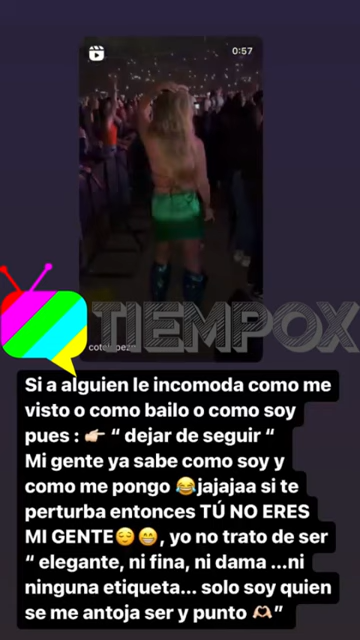 0:57
TIEMPOX
Si a alguien le incomoda como me
visto o como bailo o como soy
pues : 👉🏻 “ dejar de seguir “
Mi gente ya sabe como soy y
como me pongo 😂jajajaa si te
perturba entonces TÚ NO ERES
MI GENTE😌😁, yo no trato de ser
“ elegante, ni fina, ni dama ...ni
ninguna etiqueta... solo soy quien
se me antoja ser y punto 🫶🏻”